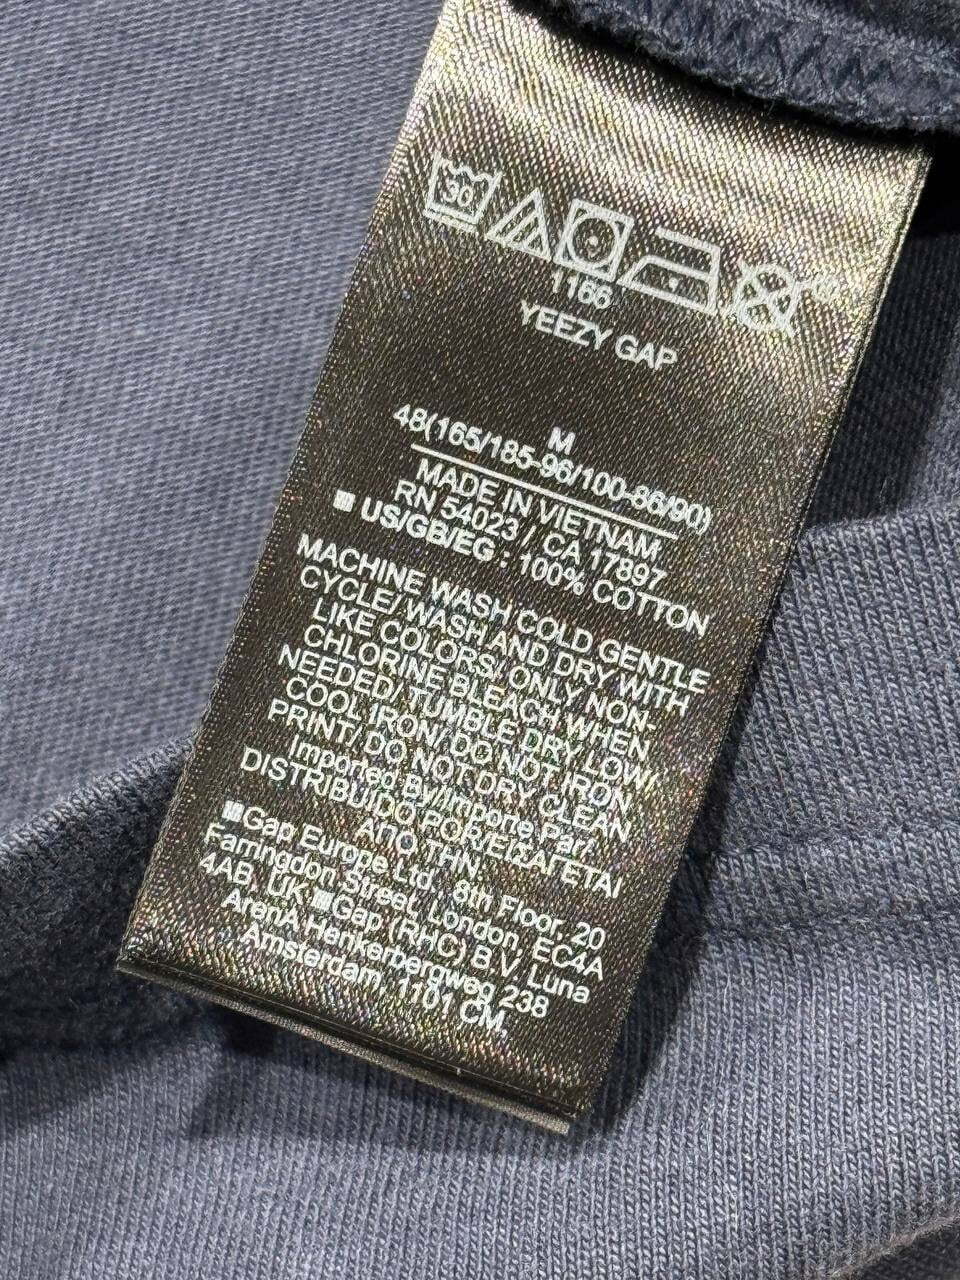 30
1166
YEEZY GAP
M
48(165/185-96/100-86/90)
MADE IN VIETNAM
RN 54023 / CA 17897
US/GB/EG : 100% COTTON
MACHINE WASH COLD GENTLE
CYCLE/ WASH AND DRY WITH
LIKE COLORS/ ONLY NON-
CHLORINE BLEACH WHEN
NEEDED/ TUMBLE DRY LOW/
COOL IRON/ DO NOT IRON
PRINT/ DO NOT DRY CLEAN
Imported By/Importe Par/
DISTRIBUÍDO POR/ΕΙΣΑΓΕΤΑΙ
ΑΠΟ ΤΗΝ
Gap Europe Ltd., 8th Floor, 20
Farringdon Street, London, EC4A
4AB, UK Gap (RHC) B.V, Luna
ArenA, Herikerbergweg 238
Amsterdam, 1101 CM,